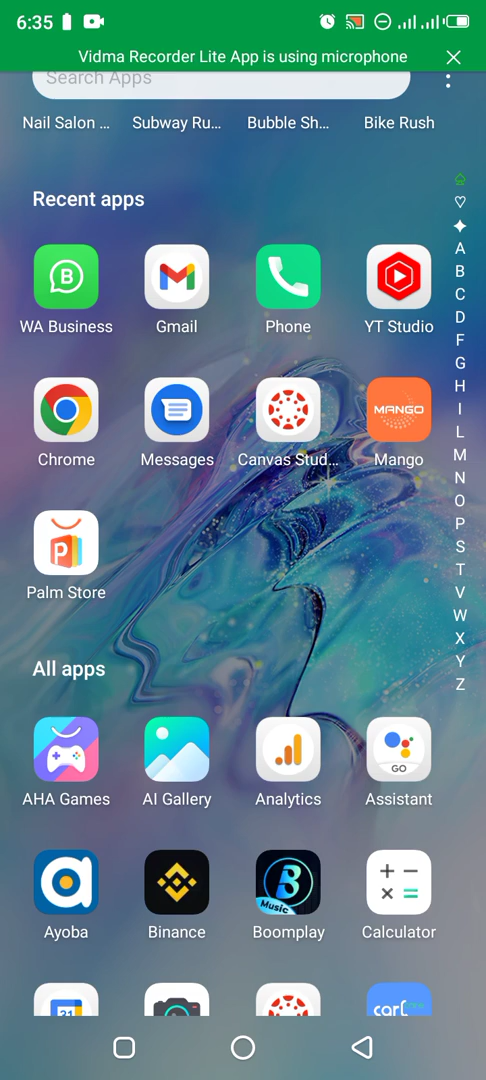 6:35
Vidma Recorder Lite App is using microphone
Search Apps
Nail Salon ... Subway Ru... Bubble Sh... Bike Rush
Recent apps
B
WA Business Gmail Phone YT Studio
MANGO
Chrome Messages Canvas Stud... Mango
P
Palm Store
All apps
GO
AHA Games AI Gallery Analytics Assistant
a
B
Music
Ayoba Binance Boomplay Calculator
31
A
B
C
D
F
G
H
I
L
M
N
O
P
S
T
V
W
X
Y
Z